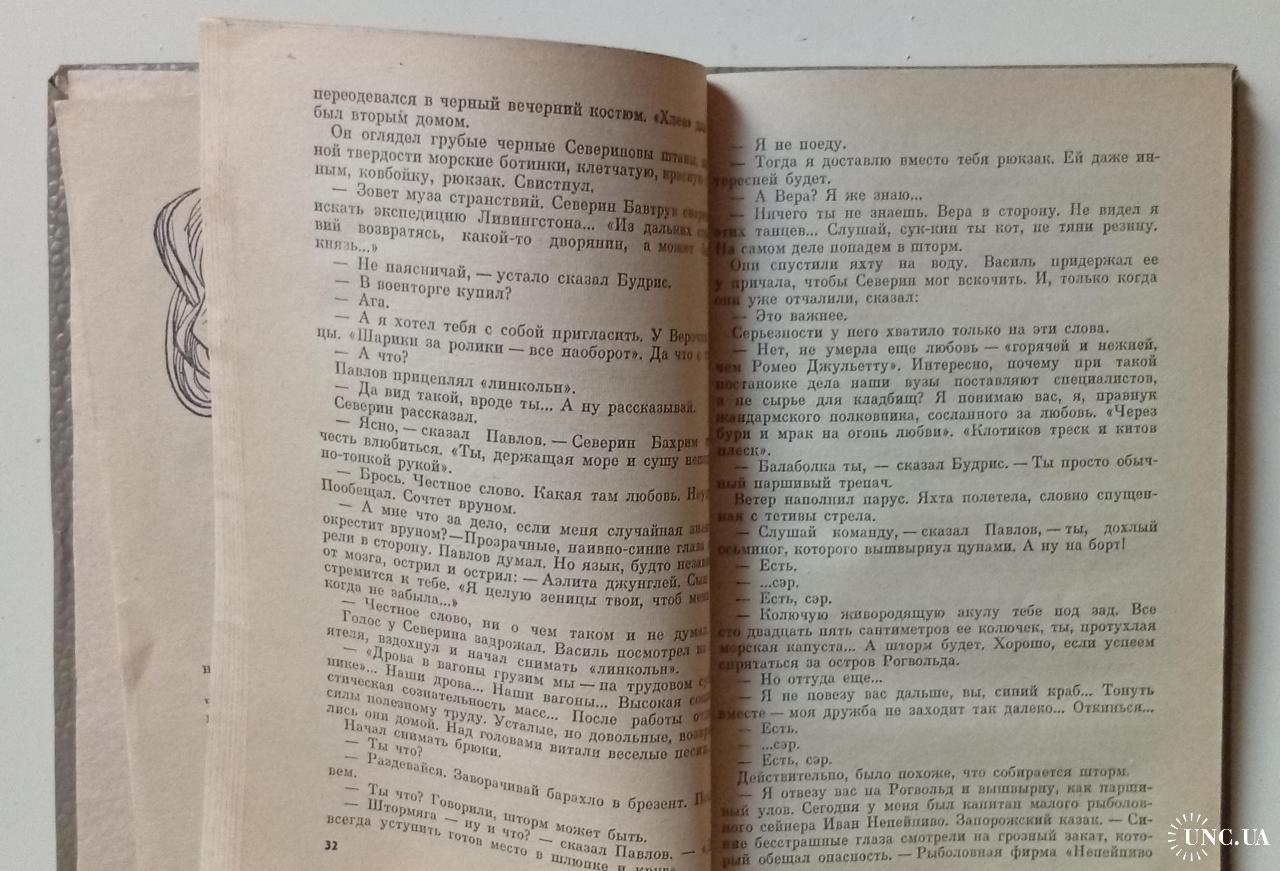 переодевался в черный вечерний костюм. «Хлев»
был вторым домом.
Он оглядел грубые черные Севериновы штаны,
ной твердости морские ботинки, клетчатую,
ным, ковбойку, рюкзак. Свистнул.
— Зовет муза странствий. Северин Бавтрук
искать экспедицию Ливингстона... «Из дальних
вий возвратясь, какой-то дворянин, а может
князь...»
— Не паясничай, — устало сказал Будрис.
— В военторге купил?
— Ага.
— А я хотел тебя с собой пригласить. У
цы. «Шарики за ролики — все наоборот». Да что с
— А что?
Павлов прицеплял «линкольн».
— Да вид такой, вроде ты... А ну рассказывай.
Северин рассказал.
— Ясно, — сказал Павлов. — Северин Бахрим
честь влюбиться. «Ты, держащая море и сушу
но-тонкой рукой».
— Брось. Честное слово. Какая там любовь.
Пообещал. Сочтет вруном.
— А мне что за дело, если меня случайная
окрестит вруном? — Прозрачные, наивно-синие глаза
рели в сторону. Павлов думал. Но язык, будто
от мозга, острил и острил: — Аэлита джунглей. Сын
стремится к тебе. «Я целую зеницы твои, чтоб
когда не забыла...»
— Честное слово, ни о чем таком и не
Голос у Северина задрожал. Василь посмотрел на
ятеля, вздохнул и начал снимать «линкольн».
— «Дрова в вагоны грузим мы — на трудовом
нике»... Наши дрова... Наши вагоны... Высокая
стическая сознательность масс... После работы
силы полезному труду. Усталые, но довольные,
лись они домой. Над головами витали веселые
Начал снимать брюки.
— Ты что?
— Раздевайся. Заворачивай барахло в брезент.
вем.
— Ты что? Говорили, шторм может быть.
— Штормяга — ну и что? — сказал Павлов. —
всегда уступить готов место в шлюпке и
32
— Я не поеду.
— Тогда я доставлю вместо тебя рюкзак. Ей даже ин-
тересней будет.
— А Вера? Я же знаю...
— Ничего ты не знаешь. Вера в сторону. Не видел я
этих танцев... Слушай, сук-кин ты кот, не тяни резину.
На самом деле попадем в шторм.
Они спустили яхту на воду. Василь придержал ее
у причала, чтобы Северин мог вскочить. И, только когда
они уже отчалили, сказал:
— Это важнее.
Серьезности у него хватило только на эти слова.
— Нет, не умерла еще любовь — «горячей и нежней,
чем Ромео Джульетту». Интересно, почему при такой
постановке дела наши вузы поставляют специалистов,
а не сырье для кладбищ? Я понимаю вас, я, правнук
жандармского полковника, сосланного за любовь. «Через
бури и мрак на огонь любви». «Клотиков треск и китов
плеск».
— Балаболка ты, — сказал Будрис. — Ты просто обыч-
ный паршивый трепач.
Ветер наполнил парус. Яхта полетела, словно спущен-
ная с тетивы стрела.
— Слушай команду, — сказал Павлов, — ты, дохлый
осьминог, которого вышвырнул цунами. А ну на борт!
— Есть.
— ...сэр.
— Есть, сэр.
— Колючую живородящую акулу тебе под зад. Все
сто двадцать пять сантиметров ее колючек, ты, протухлая
морская капуста... А шторм будет. Хорошо, если успеем
спрятаться за остров Рогвольда.
— Но оттуда еще...
— Я не повезу вас дальше, вы, синий краб... Тонуть
вместе — моя дружба не заходит так далеко... Откинься...
— Есть.
— ...сэр.
— Есть, сэр.
Действительно, было похоже, что собирается шторм.
— Я отвезу вас на Рогвольд и вышвырну, как парши-
вый улов. Сегодня у меня был капитан малого рыболов-
ного сейнера Иван Непейпиво. Запорожский казак. — Си-
ние бесстрашные глаза смотрели на грозный закат, кото-
рый обещал опасность. — Рыболовная фирма «Непейпиво
UNC.UA